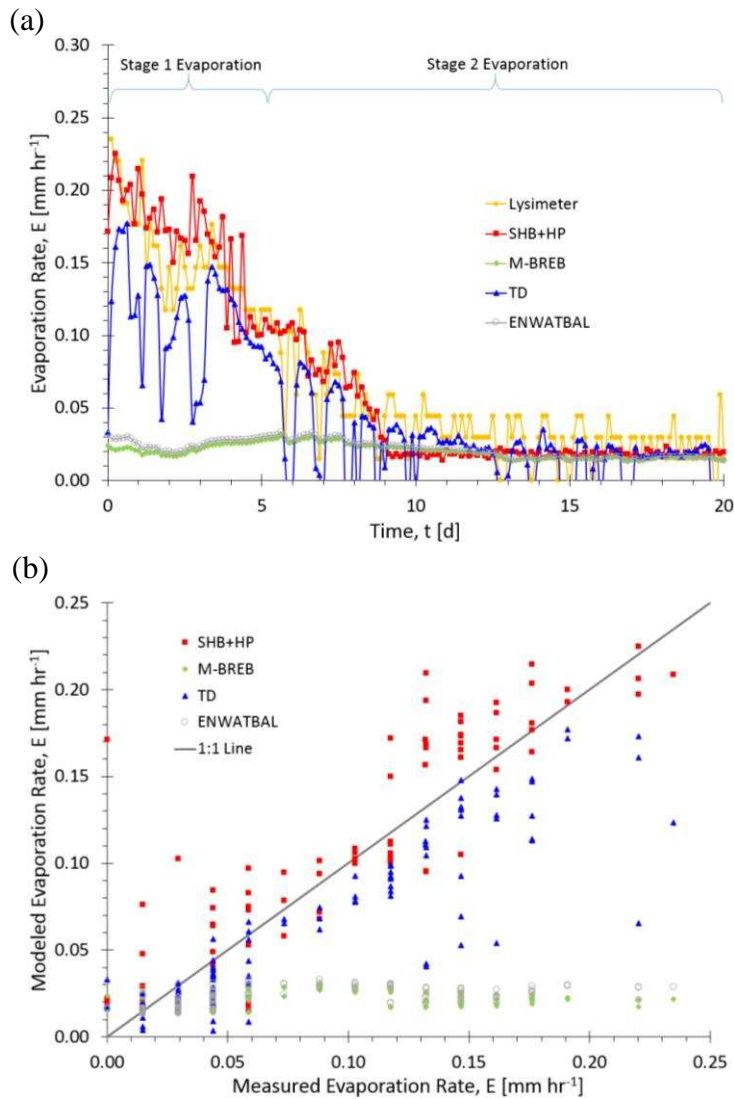 (a)
0.30
0.25
0.20
0.15
0.10
0.05
0.00
Evaporation Rate, E [mm hr⁻¹]
Stage 1 Evaporation
Stage 2 Evaporation
Lysimeter
SHB+HP
M-BREB
TD
ENWATBAL
0 5 10 15 20
Time, t [d]
(b)
0.25
0.20
0.15
0.10
0.05
0.00
Modeled Evaporation Rate, E [mm hr⁻¹]
SHB+HP
M-BREB
TD
ENWATBAL
1:1 Line
0.00 0.05 0.10 0.15 0.20 0.25
Measured Evaporation Rate, E [mm hr⁻¹]